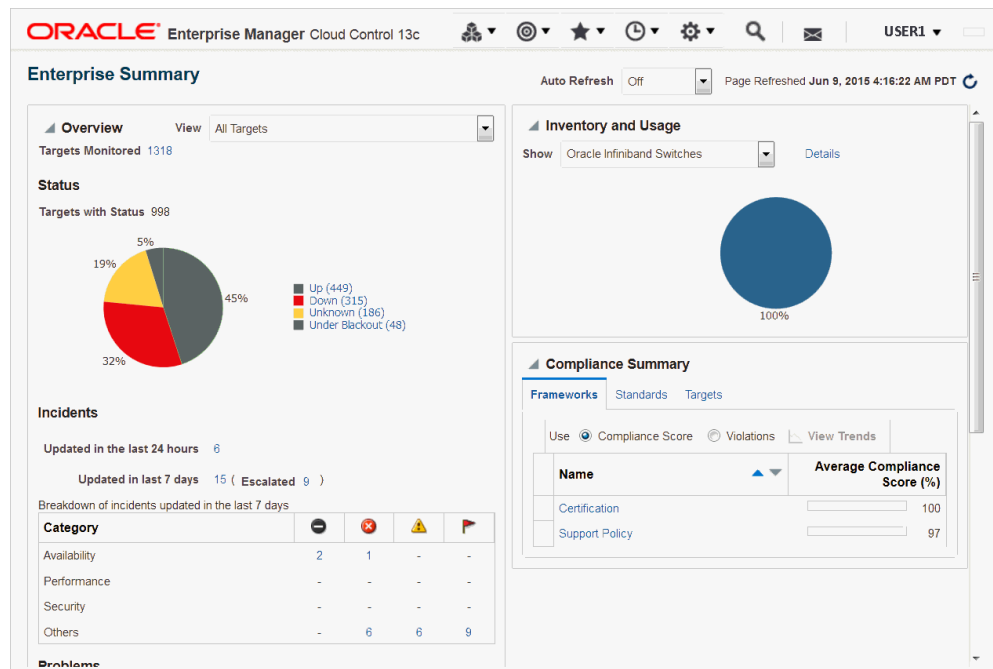 ORACLE Enterprise Manager Cloud Control 13c
USER1
Enterprise Summary
Auto Refresh Off Page Refreshed Jun 9, 2015 4:16:22 AM PDT
Overview View All Targets
Targets Monitored 1318
Status
Targets with Status 998
5%
19%
45%
32%
Up (449)
Down (315)
Unknown (186)
Under Blackout (48)
Incidents
Updated in the last 24 hours 6
Updated in last 7 days 15 ( Escalated 9 )
Breakdown of incidents updated in the last 7 days
Category
Availability 2 1 - -
Performance - - - -
Security - - - -
Others - 6 6 9
Problems
Inventory and Usage
Show Oracle Infiniband Switches Details
100%
Compliance Summary
Frameworks Standards Targets
Use Compliance Score Violations View Trends
Name Average Compliance
Score (%)
Certification 100
Support Policy 97